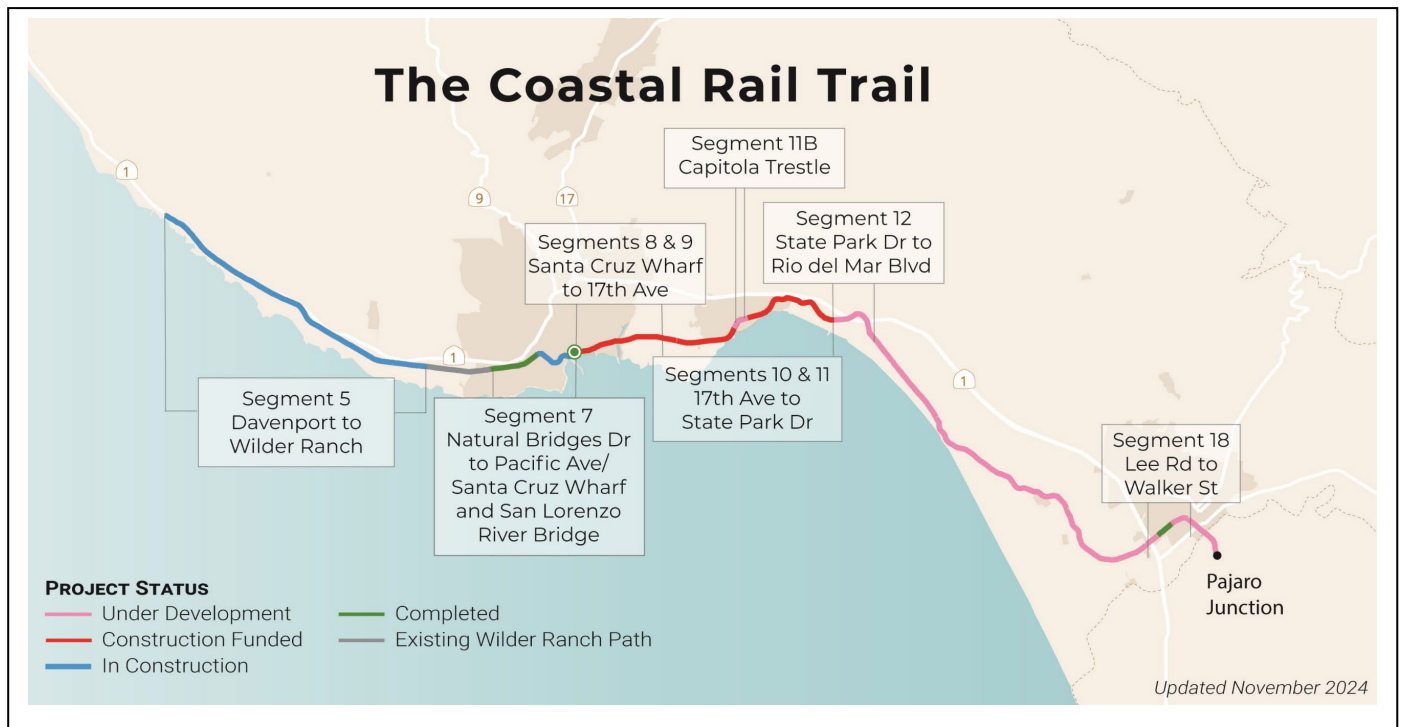 The Coastal Rail Trail
1
9
17
Segment 11B
Capitola Trestle
Segment 12
State Park Dr to
Rio del Mar Blvd
Segments 8 & 9
Santa Cruz Wharf
to 17th Ave
1
1
Segment 5
Davenport to
Wilder Ranch
Segment 7
Natural Bridges Dr
to Pacific Ave/
Santa Cruz Wharf
and San Lorenzo
River Bridge
Segments 10 & 11
17th Ave to
State Park Dr
Segment 18
Lee Rd to
Walker St
Pajaro
Junction
PROJECT STATUS
Under Development
Construction Funded
In Construction
Completed
Existing Wilder Ranch Path
Updated November 2024